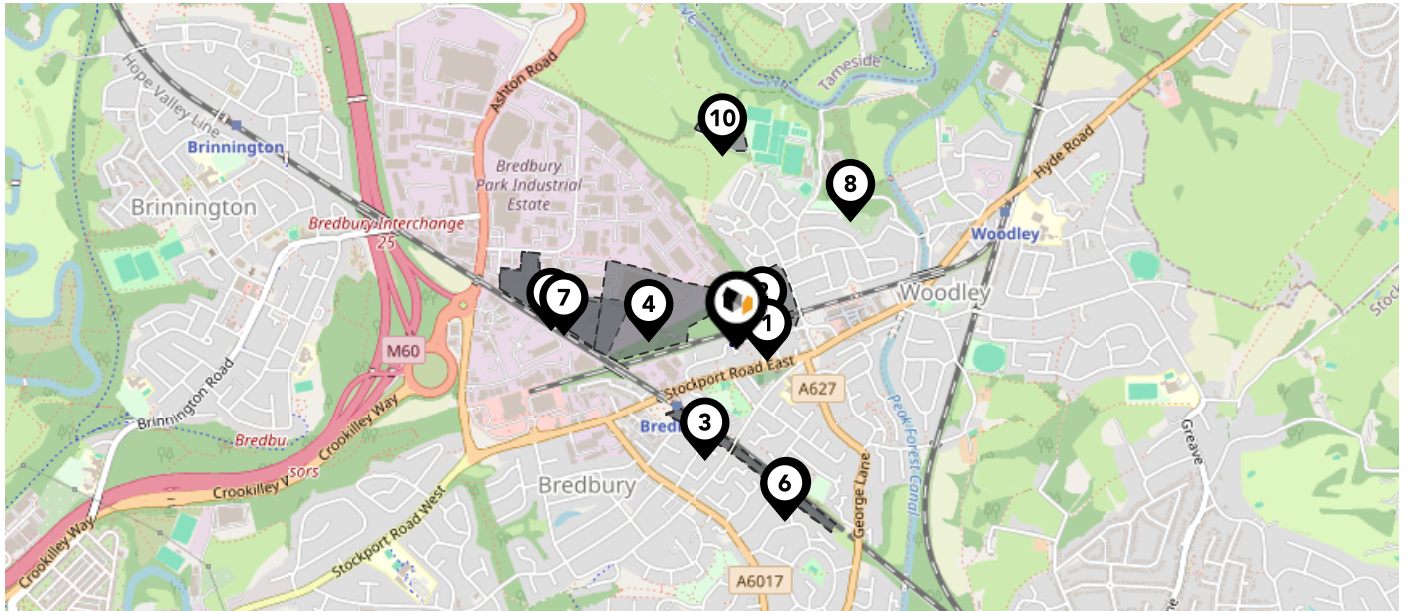 Tameside
Ashton Road
Hope Valley Line
10
Hyde Road
Brinnington
Bredbury
Park Industrial
Estate
8
Brinnington
Bredbury Interchange
25
Woodley
Stock
7
4
2
1
Woodley
M60
Stockport Road East
A627
Brinnington Road
Crookilley Way
Peak Forest Canal
3
Greave
Bredbu
sors
Crookilley
6
Bredbury
George Lane
Stockport Road West
Crookilley Way
A6017